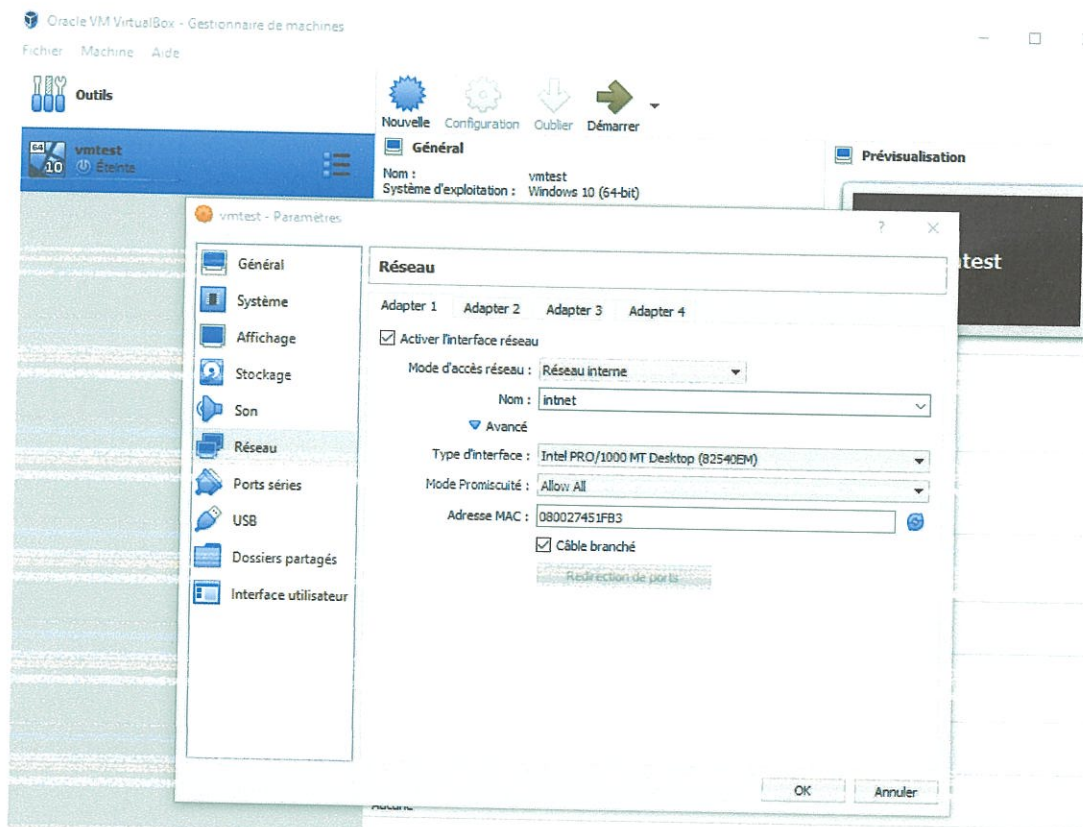 Oracle VM VirtualBox - Gestionnaire de machines
Fichier Machine Aide
Outils
Nouvelle Configuration Oublier Démarrer
64
10
vmtest
Éteinte
Général
Nom : vmtest
Système d'exploitation : Windows 10 (64-bit)
Prévisualisation
test
vmtest - Paramètres
?
Général
Système
Affichage
Stockage
Son
Réseau
Ports séries
USB
Dossiers partagés
Interface utilisateur
Réseau
Adapter 1 Adapter 2 Adapter 3 Adapter 4
Activer l'interface réseau
Mode d'accès réseau : Réseau interne
Nom : intnet
Avancé
Type d'interface : Intel PRO/1000 MT Desktop (82540EM)
Mode Promiscuité : Allow All
Adresse MAC : 080027451FB3
Câble branché
Redirection de ports
OK Annuler